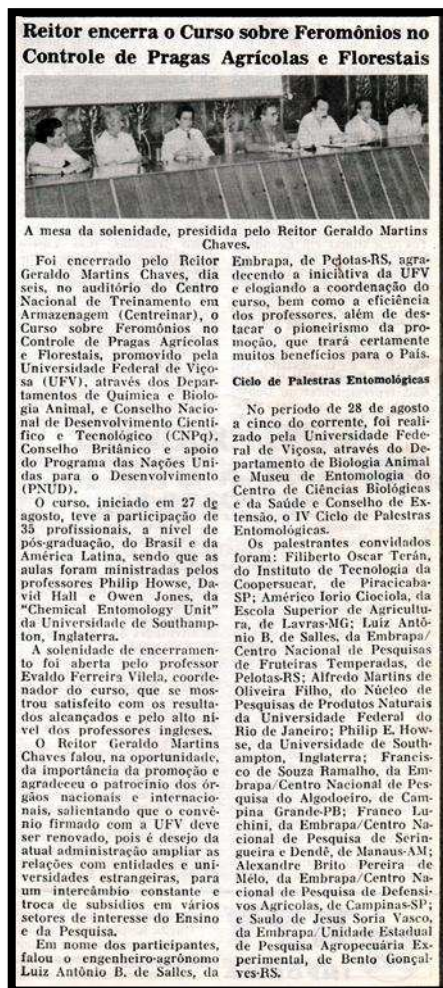 Reitor encerra o Curso sobre Feromônios no
Controle de Pragas Agrícolas e Florestais
A mesa da solenidade, presidida pelo Reitor Geraldo Martins
Chaves.
Foi encerrado pelo Reitor
Geraldo Martins Chaves, dia
seis, no auditório do Centro
Nacional de Treinamento em
Armazenagem (Centreinar), o
Curso sobre Feromônios no
Controle de Pragas Agrícolas
e Florestais, promovido pela
Universidade Federal de Viço-
sa (UFV), através dos Depar-
tamentos de Química e Biolo-
gia Animal, e Conselho Nacio-
nal de Desenvolvimento Cientí-
fico e Tecnológico (CNPq),
Conselho Britânico e apoio
do Programa das Nações Uni-
das para o Desenvolvimento
(PNUD).
O curso, iniciado em 27 de
agosto, teve a participação de
35 profissionais, a nível de
pós-graduação, do Brasil e da
América Latina, sendo que as
aulas foram ministradas pelos
professores Philip Howse, Da-
vid Hall e Owen Jones, da
"Chemical Entomology Unit"
da Universidade de Southamp-
ton, Inglaterra.
A solenidade de encerramen-
to foi aberta pelo professor
Evaldo Ferreira Vilela, coorde-
nador do curso, que se mos-
trou satisfeito com os resulta-
dos alcançados e pelo alto ní-
vel dos professores ingleses.
O Reitor Geraldo Martins
Chaves falou, na oportunidade,
da importância da promoção e
agradeceu o patrocínio dos ór-
gãos nacionais e internacio-
nais, salientando que o convê-
nio firmado com a UFV deve
ser renovado, pois é desejo da
atual administração ampliar as
relações com entidades e uni-
versidades estrangeiras, para
um intercâmbio constante e
troca de subsídios em vários
setores de interesse do Ensino
e da Pesquisa.
Em nome dos participantes,
falou o engenheiro-agrônomo
Luiz Antônio B. de Salles, da
Embrapa, de Pelotas-RS, agra-
decendo a iniciativa da UFV
e elogiando a coordenação do
curso, bem como a eficiência
dos professores, além de des-
tacar o pioneirismo da pro-
moção, que trará certamente
muitos benefícios para o País.
Ciclo de Palestras Entomológicas
No período de 28 de agosto
a cinco do corrente, foi reali-
zado pela Universidade Fede-
ral de Viçosa, através do De-
partamento de Biologia Animal
e Museu de Entomologia do
Centro de Ciências Biológicas
e da Saúde e Conselho de Ex-
tensão, o IV Ciclo de Palestras
Entomológicas.
Os palestrantes convidados
foram: Filiberto Oscar Terán,
do Instituto de Tecnologia da
Coopersucar, de Piracicaba-
SP; Américo Iorio Ciociola, da
Escola Superior de Agricultu-
ra, de Lavras-MG; Luiz Antô-
nio B. de Salles, da Embrapa/
Centro Nacional de Pesquisas
de Fruteiras Temperadas, de
Pelotas-RS; Alfredo Martins de
Oliveira Filho, do Núcleo de
Pesquisas de Produtos Naturais
da Universidade Federal do
Rio de Janeiro; Philip E. How-
se, da Universidade de South-
ampton, Inglaterra; Francis-
co de Souza Ramalho, da Em-
brapa/Centro Nacional de Pes-
quisa do Algodoeiro, de Cam-
pina Grande-PB; Franco Lu-
chini, da Embrapa/Centro Na-
cional de Pesquisa de Serin-
gueira e Dendê, de Manaus-AM;
Alexandre Brito Pereira de
Mélo, da Embrapa/Centro Na-
cional de Pesquisa de Defensi-
vos Agrícolas, de Campinas-SP;
e Saulo de Jesus Soria Vasco,
da Embrapa/Unidade Estadual
de Pesquisa Agropecuária Ex-
perimental, de Bento Gonçal-
ves-RS.